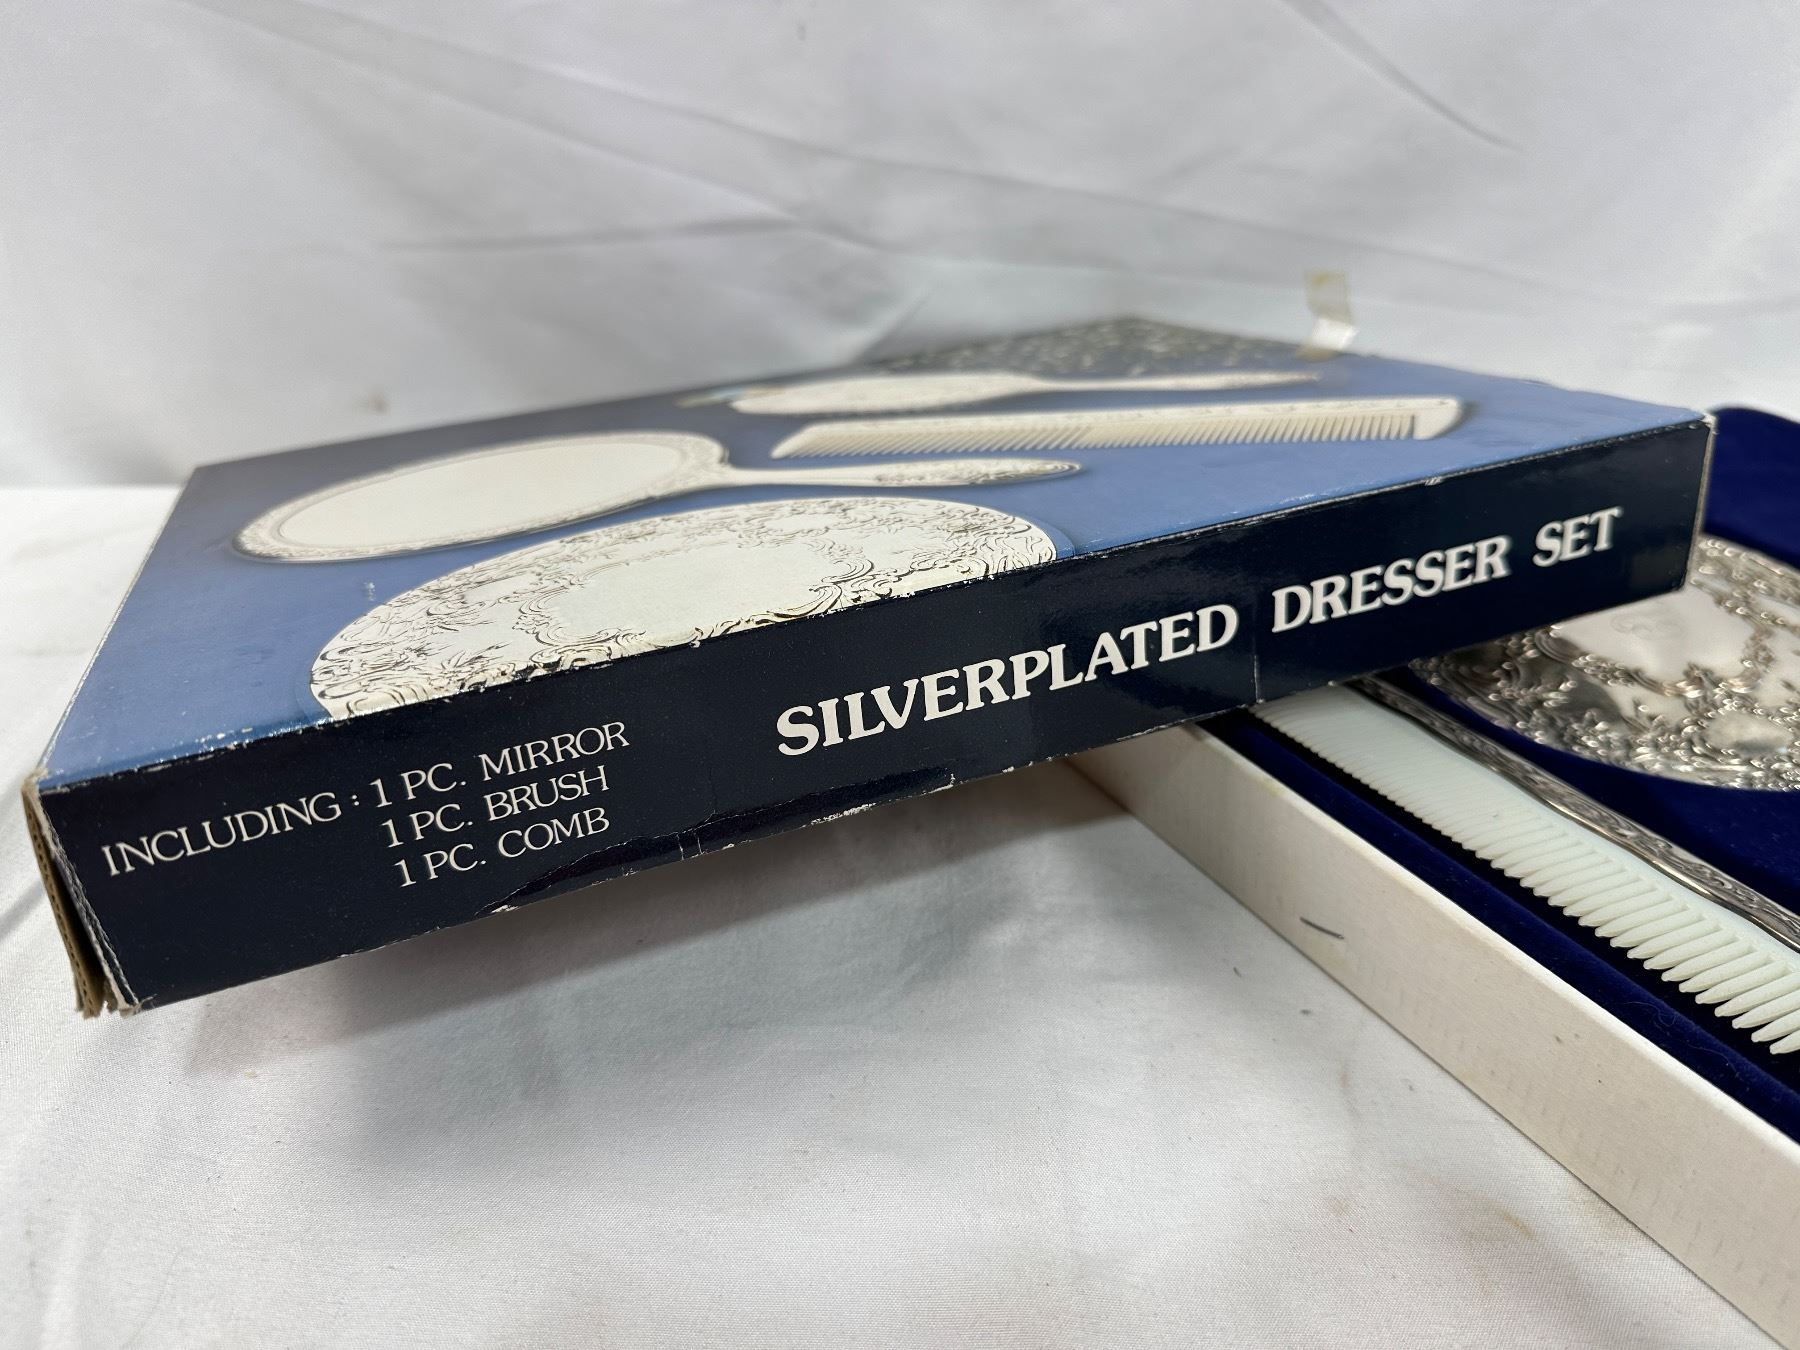 INCLUDING : 1 PC. MIRROR
1 PC. BRUSH
1 PC. COMB
SILVERPLATED DRESSER SET